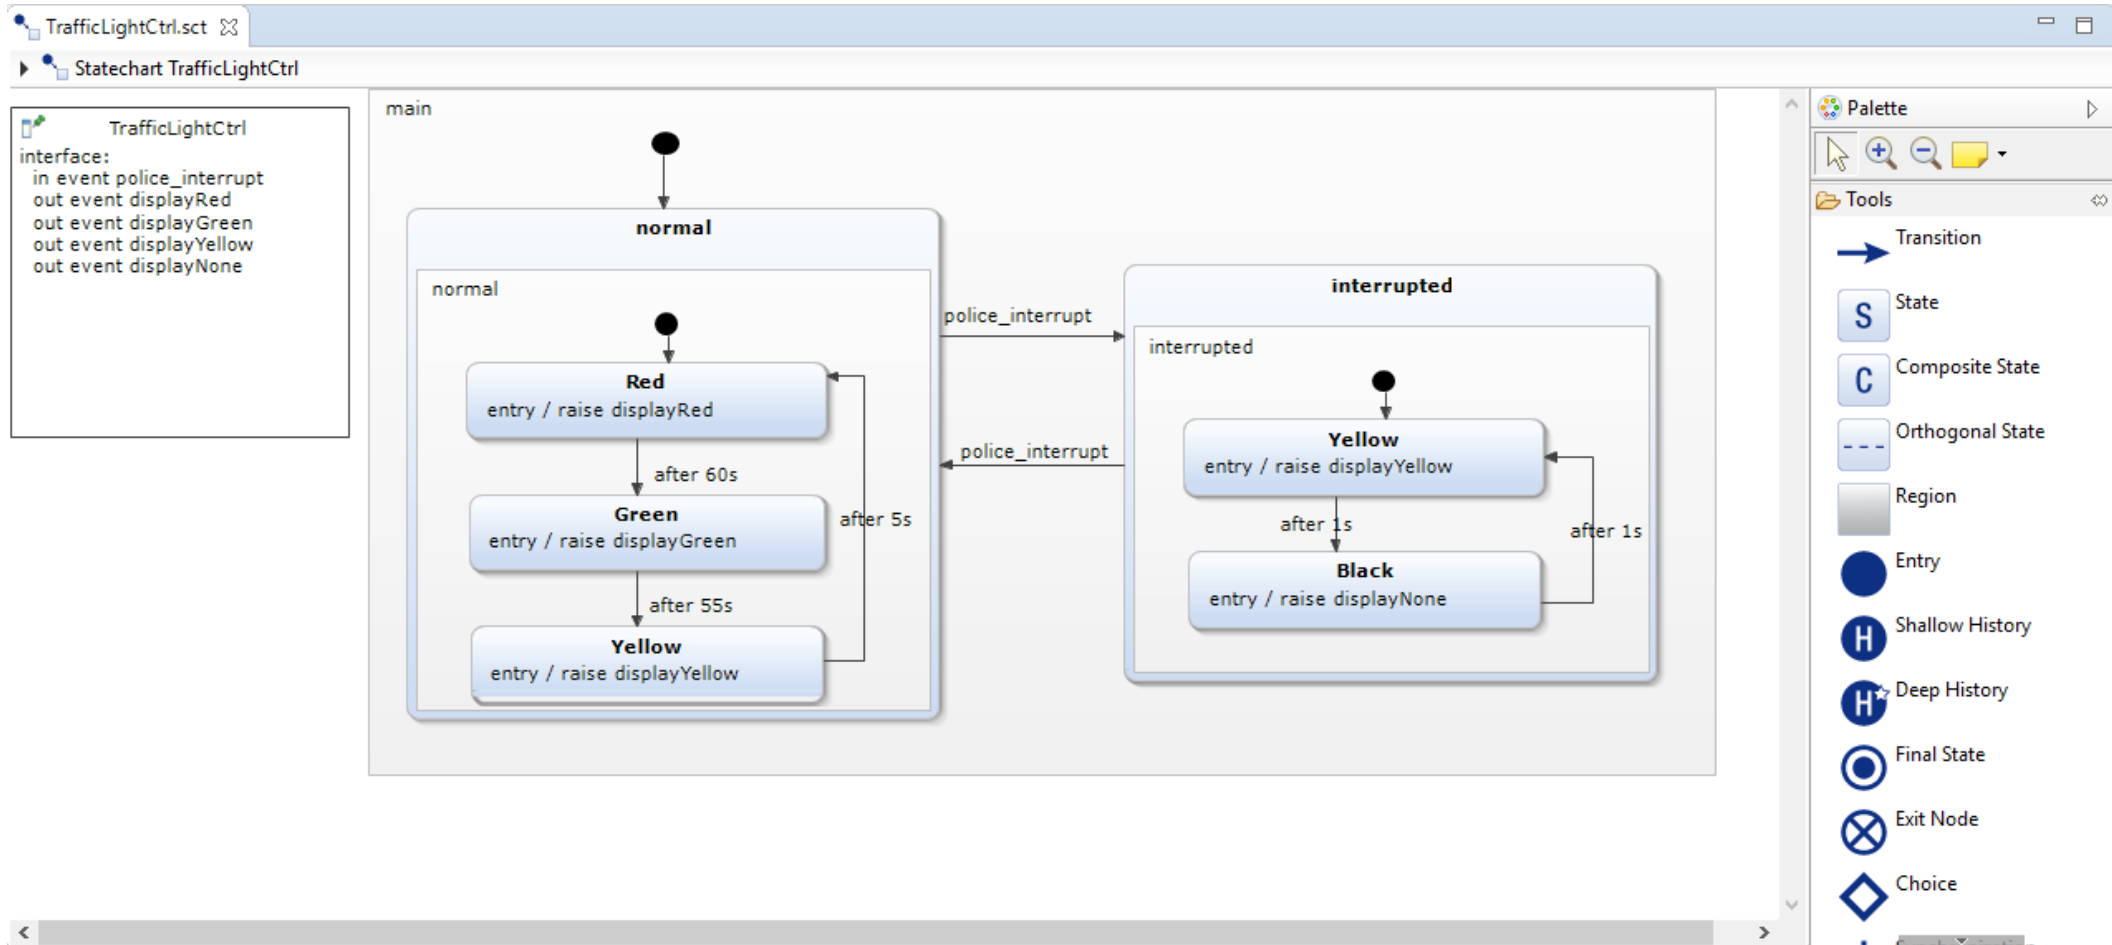 TrafficLightCtrl.sct
Statechart TrafficLightCtrl
TrafficLightCtrl
interface:
in event police_interrupt
out event displayRed
out event displayGreen
out event displayYellow
out event displayNone
main
normal
normal
Red
entry / raise displayRed
after 60s
Green
entry / raise displayGreen
after 5s
after 55s
Yellow
entry / raise displayYellow
police_interrupt
police_interrupt
interrupted
interrupted
Yellow
entry / raise displayYellow
after 1s
after 1s
Black
entry / raise displayNone
Palette
Tools
Transition
S State
C Composite State
Orthogonal State
Region
Entry
H Shallow History
H Deep History
Final State
Exit Node
Choice